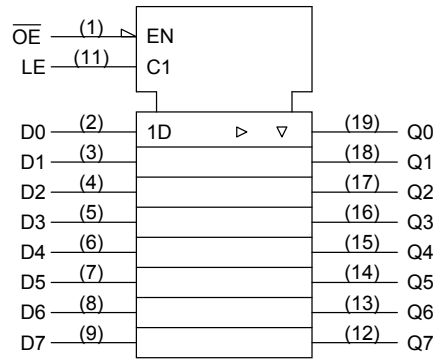 OE (1) EN
LE (11) C1
D0 (2) 1D (19) Q0
D1 (3) (18) Q1
D2 (4) (17) Q2
D3 (5) (16) Q3
D4 (6) (15) Q4
D5 (7) (14) Q5
D6 (8) (13) Q6
D7 (9) (12) Q7